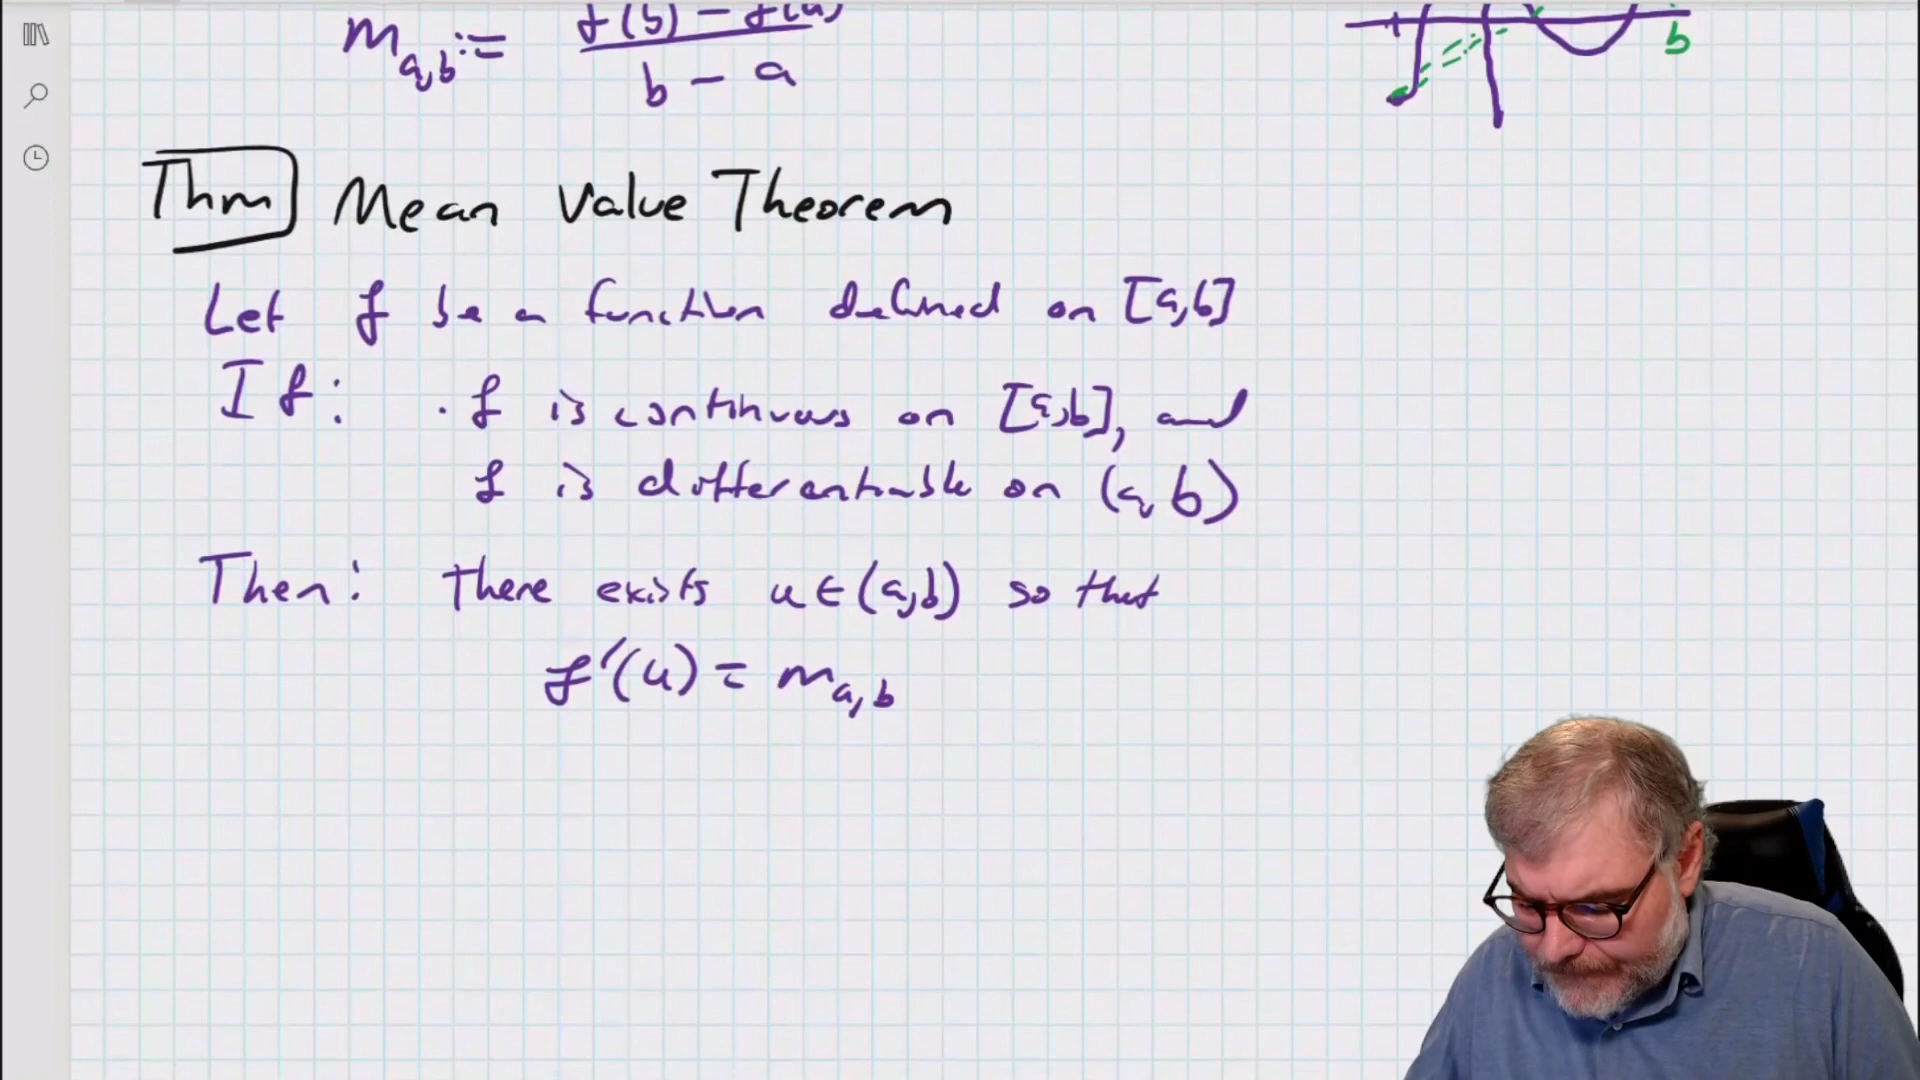 m_{a,b} := f(b) - f(a)
b - a
b
Thm Mean Value Theorem
Let f be a function defined on [a,b]
If: · f is continuous on [a,b], and
f is differentiable on (a,b)
Then: There exists u∈(a,b) so that
f'(u) = m_{a,b}